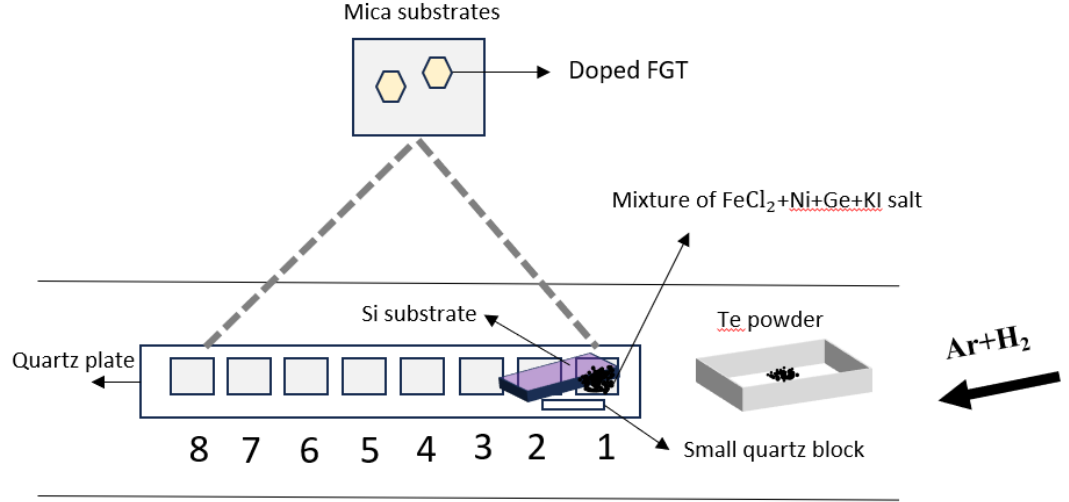 Mica substrates
Doped FGT
Mixture of FeCl₂+Ni+Ge+KI salt
Si substrate
Te powder
Ar+H₂
Quartz plate
8 7 6 5 4 3 2 1
Small quartz block